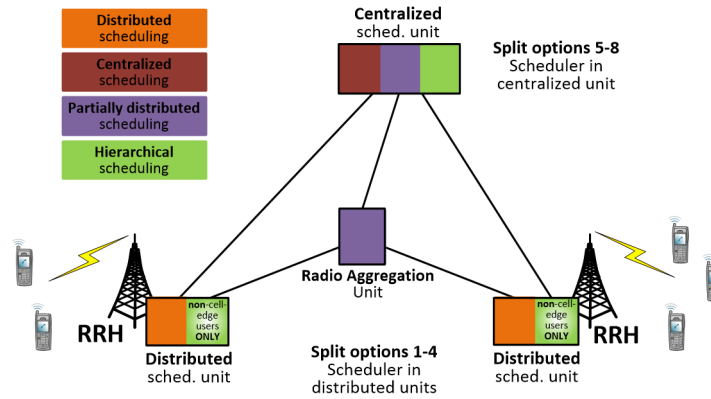 Distributed
scheduling
Centralized
scheduling
Partially distributed
scheduling
Hierarchical
scheduling
Centralized
sched. unit
Split options 5-8
Scheduler in
centralized unit
Radio Aggregation
Unit
RRH
non-cell-
edge
users
ONLY
Distributed
sched. unit
Split options 1-4
Scheduler in
distributed units
non-cell-
edge
users
ONLY
RRH
Distributed
sched. unit